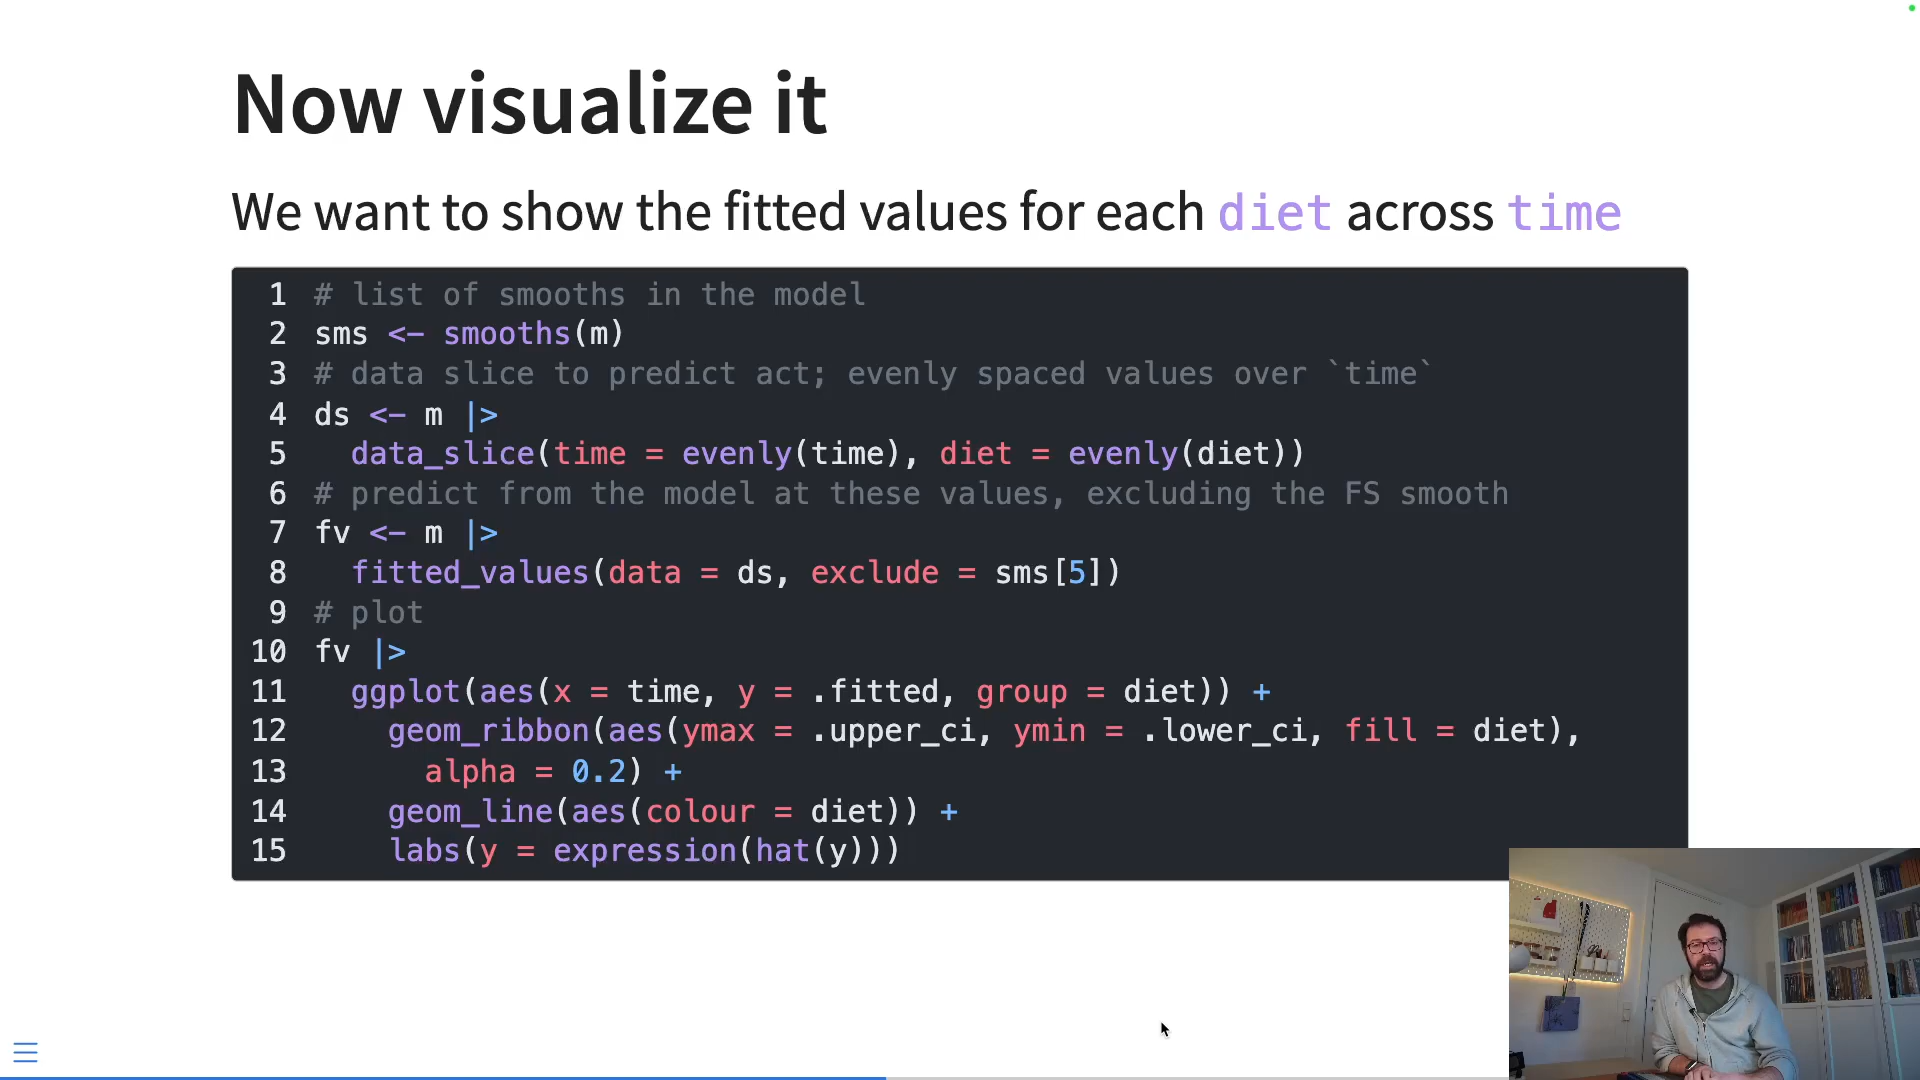 Now visualize it
We want to show the fitted values for each diet across time
1 # list of smooths in the model
2 sms <- smooths(m)
3 # data slice to predict act; evenly spaced values over `time`
4 ds <- m |>
5   data_slice(time = evenly(time), diet = evenly(diet))
6 # predict from the model at these values, excluding the FS smooth
7 fv <- m |>
8   fitted_values(data = ds, exclude = sms[5])
9 # plot
10 fv |>
11   ggplot(aes(x = time, y = .fitted, group = diet)) +
12     geom_ribbon(aes(ymax = .upper_ci, ymin = .lower_ci, fill = diet),
13       alpha = 0.2) +
14     geom_line(aes(colour = diet)) +
15     labs(y = expression(hat(y)))